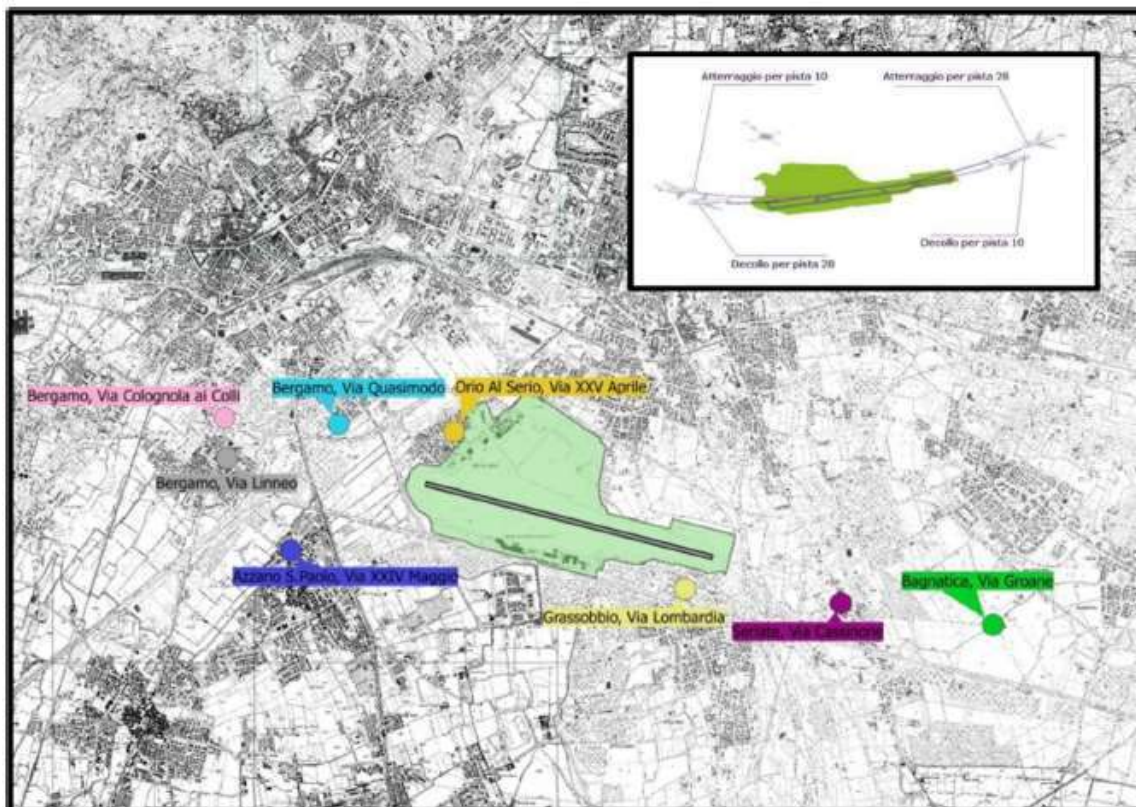 Atterraggio per pista 10
Atterraggio per pista 28
Decollo per pista 10
Decollo per pista 28
Bergamo, Via Colognola ai Colli
Bergamo, Via Quasimodo
Orio Al Serio, Via XXV Aprile
Bergamo, Via Linneo
Azzano S.Paolo, Via XXIV Maggio
Grassobbio, Via Lombardia
Seriate, Via Cassinone
Bagnatica, Via Groane